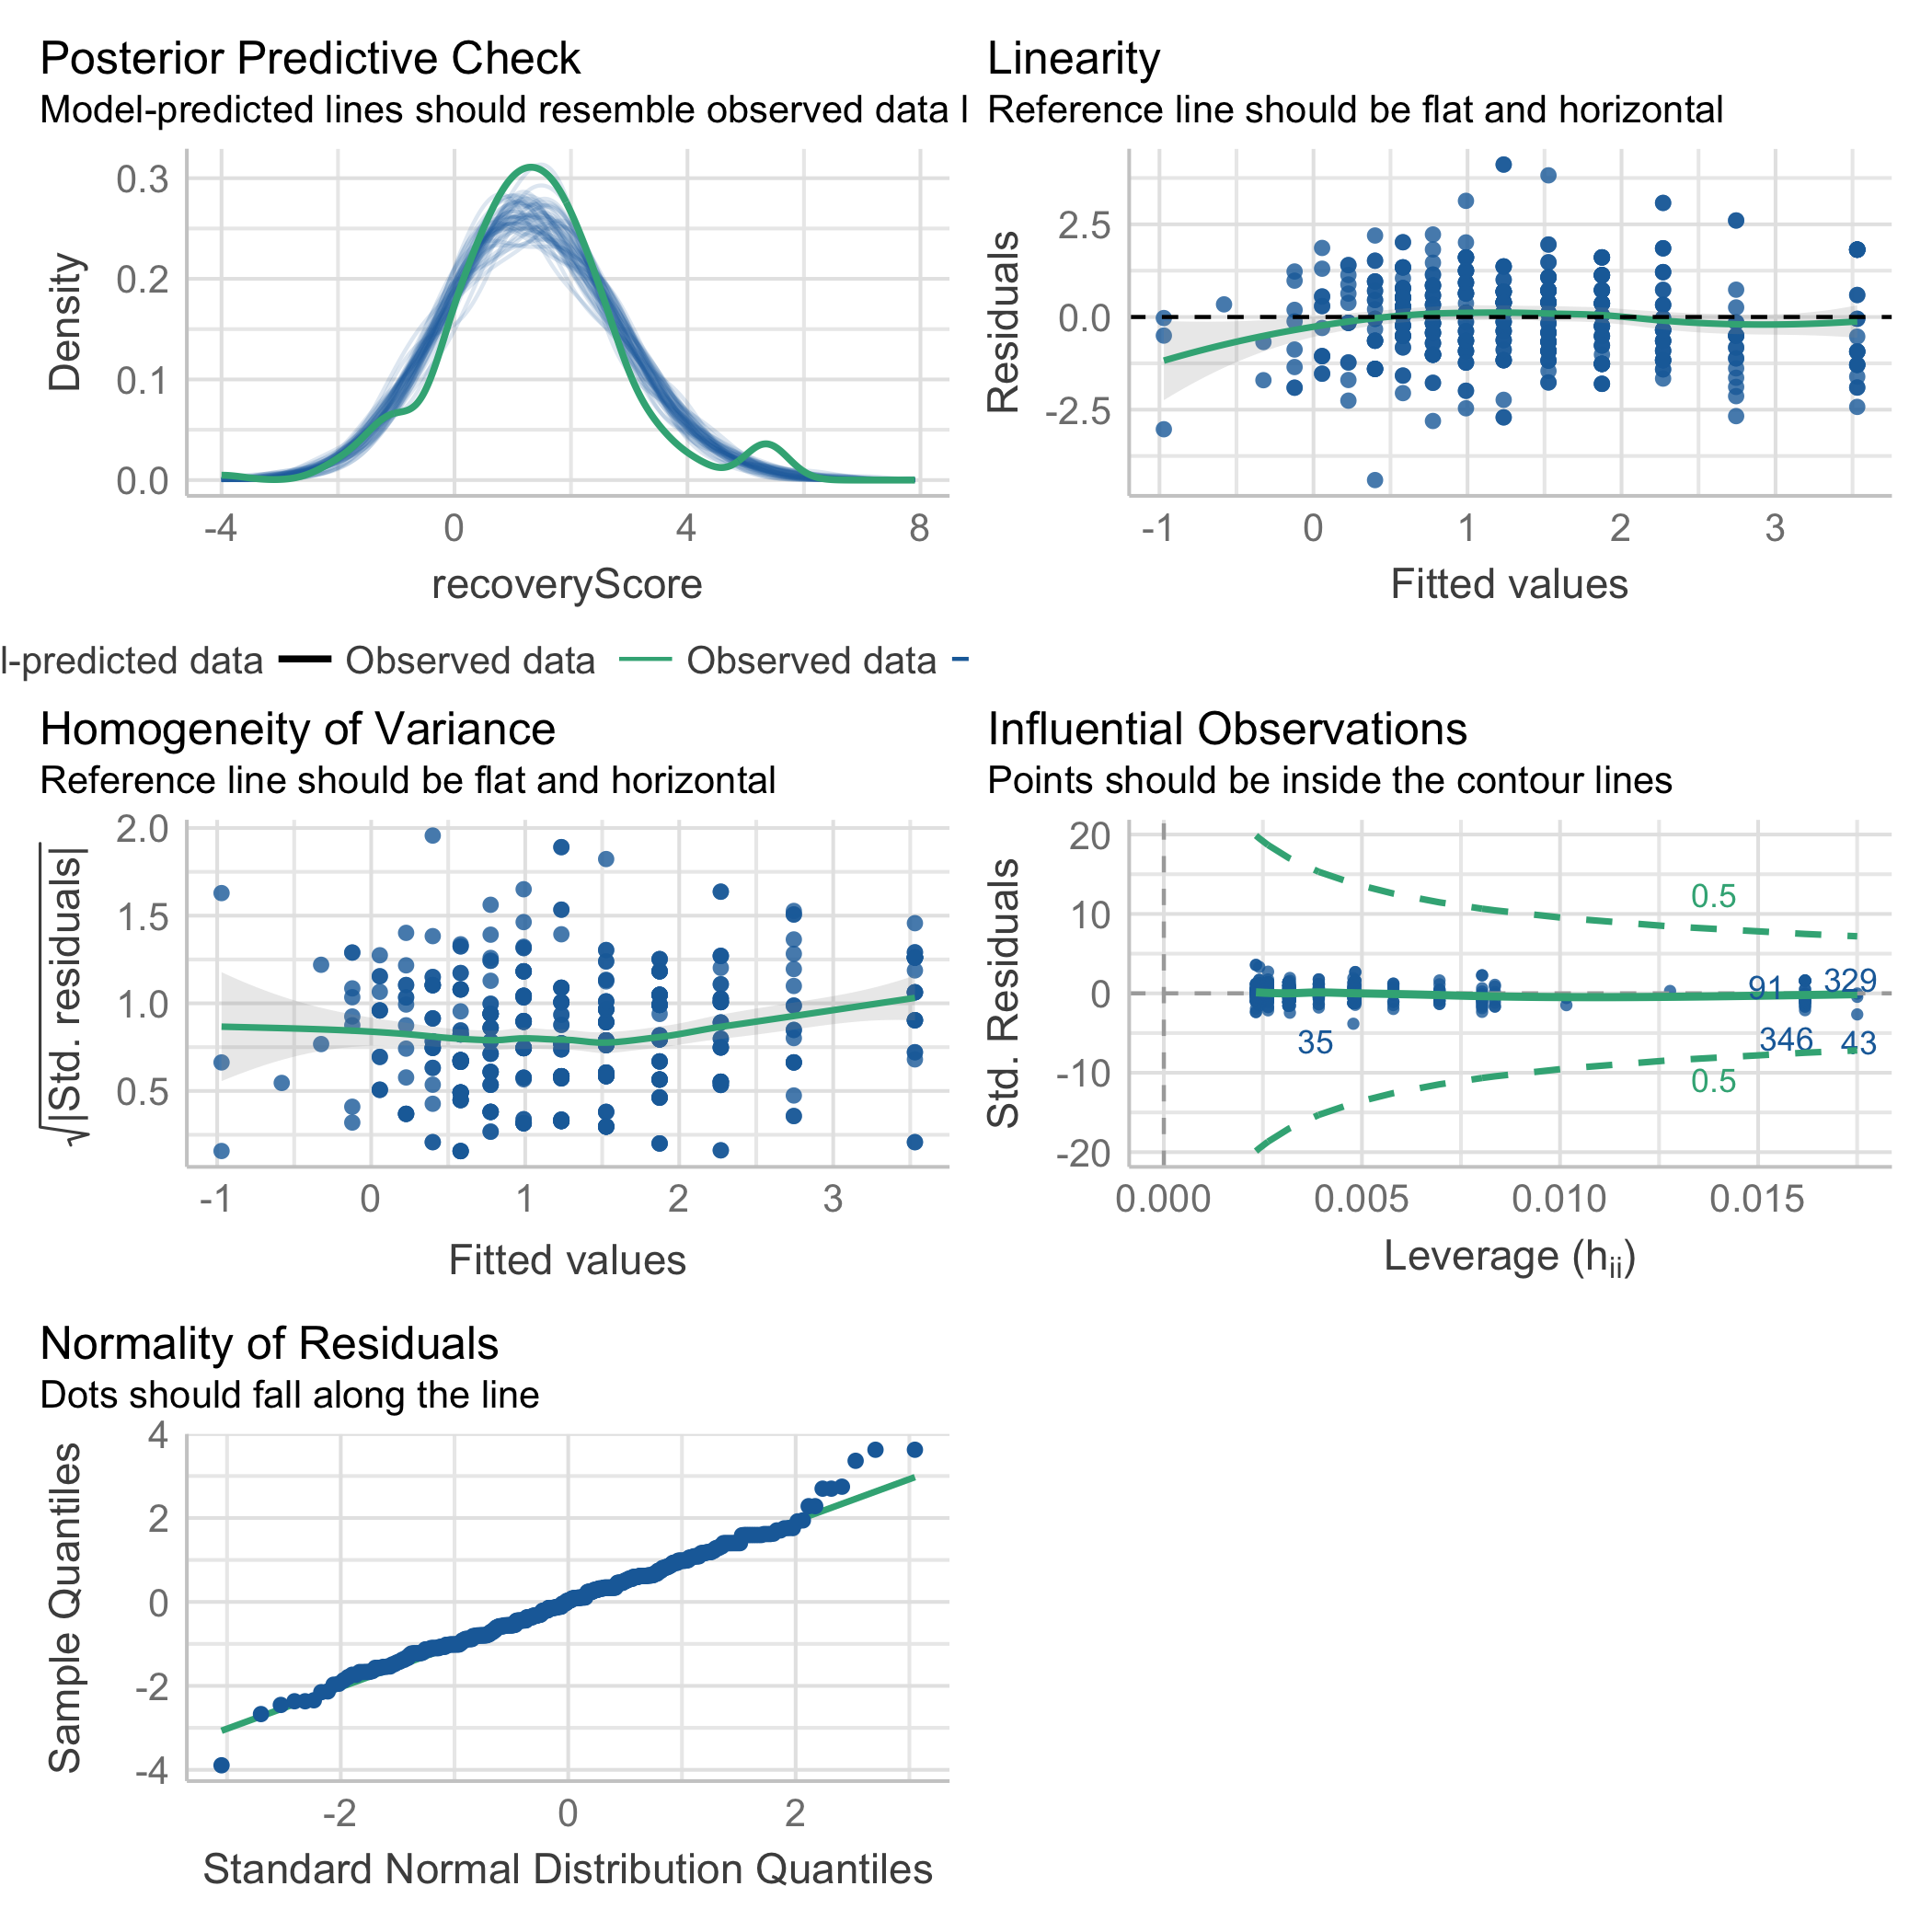 Posterior Predictive Check
Model-predicted lines should resemble observed data l
0.3
0.2
0.1
0.0
Density
-4 0 4 8
recoveryScore
l-predicted data Observed data Observed data
Linearity
Reference line should be flat and horizontal
2.5
0.0
-2.5
Residuals
-1 0 1 2 3
Fitted values
Homogeneity of Variance
Reference line should be flat and horizontal
2.0
1.5
1.0
0.5
√|Std. residuals|
-1 0 1 2 3
Fitted values
Influential Observations
Points should be inside the contour lines
20
10
0
-10
-20
Std. Residuals
0.5
91 329
35 346 43
0.5
0.000 0.005 0.010 0.015
Leverage (hii)
Normality of Residuals
Dots should fall along the line
4
2
0
-2
-4
Sample Quantiles
-2 0 2
Standard Normal Distribution Quantiles